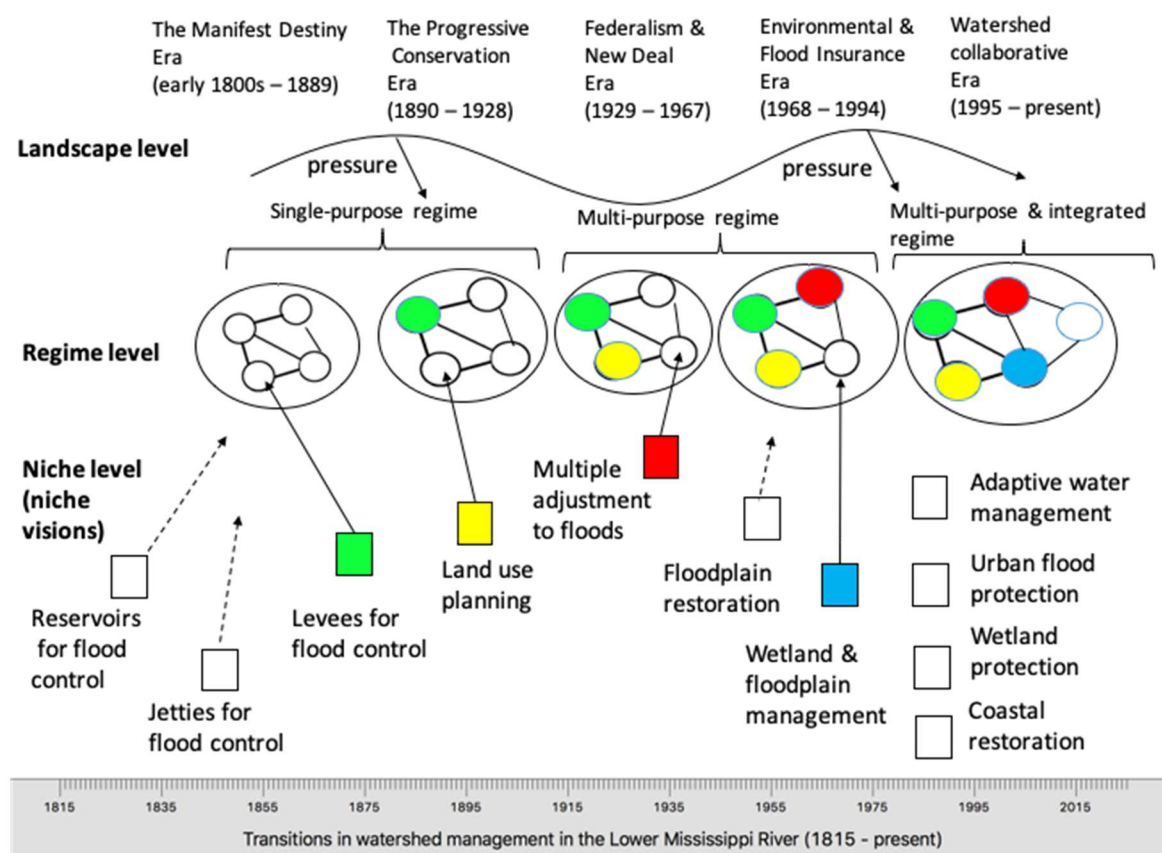 The Manifest Destiny
Era
(early 1800s – 1889)
The Progressive
Conservation
Era
(1890 – 1928)
Federalism &
New Deal
Era
(1929 – 1967)
Environmental &
Flood Insurance
Era
(1968 – 1994)
Watershed
collaborative
Era
(1995 – present)
Landscape level
pressure
pressure
Single-purpose regime
Multi-purpose regime
Multi-purpose & integrated
regime
Regime level
Niche level
(niche
visions)
Reservoirs
for flood
control
Jetties for
flood control
Levees for
flood control
Land use
planning
Multiple
adjustment
to floods
Floodplain
restoration
Wetland &
floodplain
management
Adaptive water
management
Urban flood
protection
Wetland
protection
Coastal
restoration
1815 1835 1855 1875 1895 1915 1935 1955 1975 1995 2015
Transitions in watershed management in the Lower Mississippi River (1815 - present)